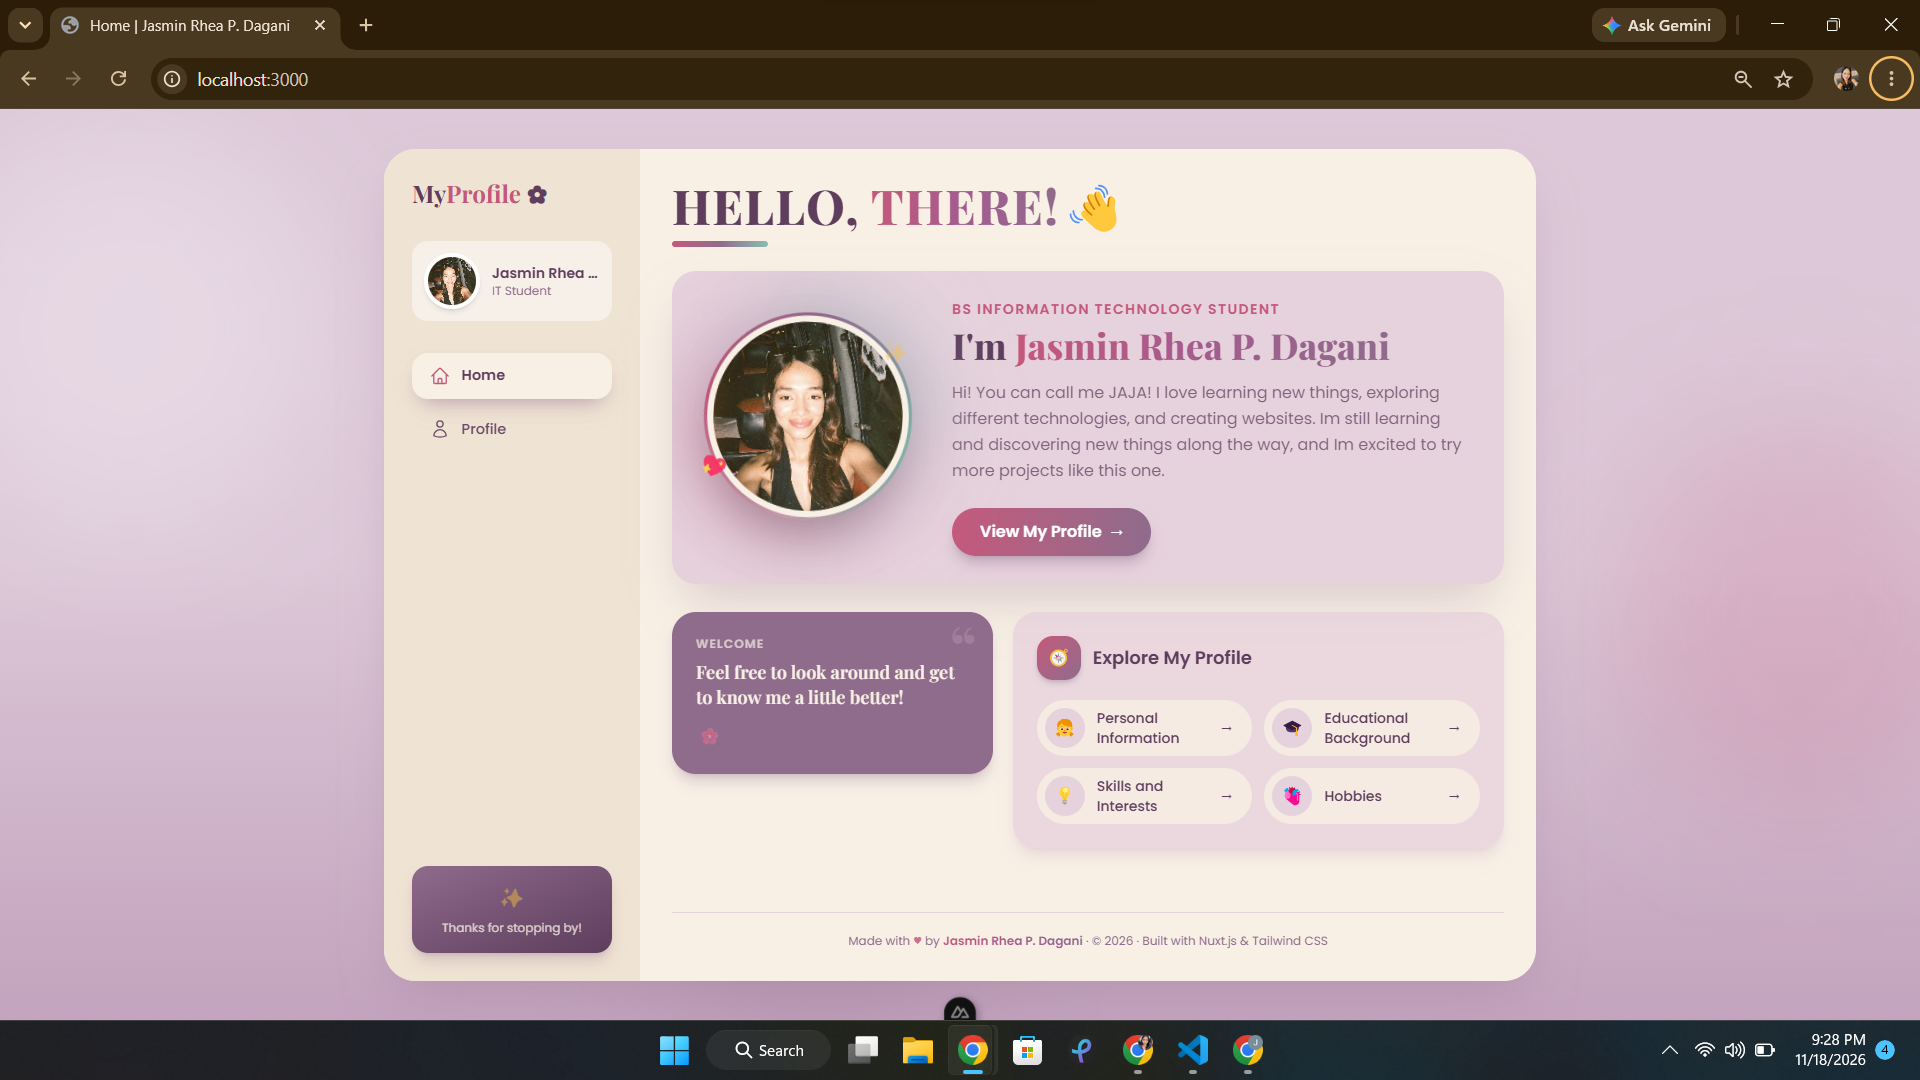 Home | Jasmin Rhea P. Dagani
Ask Gemini
localhost:3000
MyProfile
HELLO, THERE! 👋
Jasmin Rhea ...
IT Student
Home
Profile
BS INFORMATION TECHNOLOGY STUDENT
I'm Jasmin Rhea P. Dagani
Hi! You can call me JAJA! I love learning new things, exploring
different technologies, and creating websites. Im still learning
and discovering new things along the way, and Im excited to try
more projects like this one.
View My Profile →
WELCOME
“
Feel free to look around and get
to know me a little better!
Explore My Profile
Personal
Information →
Educational
Background →
Skills and
Interests →
Hobbies →
Thanks for stopping by!
Made with ♥ by Jasmin Rhea P. Dagani · © 2026 · Built with Nuxt.js & Tailwind CSS
Search
J
9:28 PM
11/18/2026
4